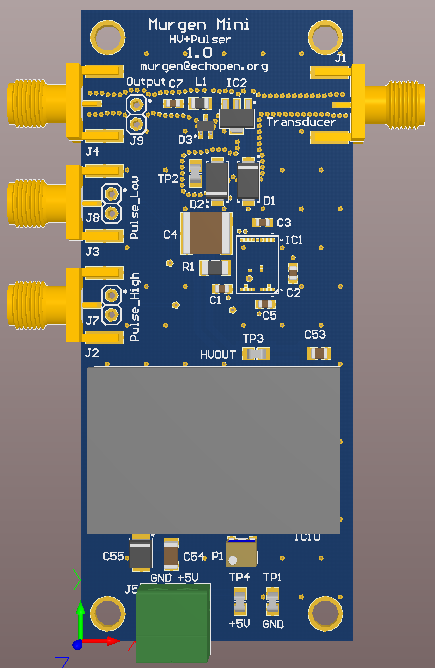 Murgen Mini
HV+Pulser
1.0
murgen@echopen.org
J1
Output C7 L1 IC2
Transducer
D3
J4
J9
TP2
D2
D1
Pulse_Low
J8
J3
C4
C3
IC1
R1
C1
C2
C5
Pulse_High
J7
J2
TP3
C53
HVOUT
IC10
C55
C54
P1
GND +5V
J5
TP4 TP1
+5V GND